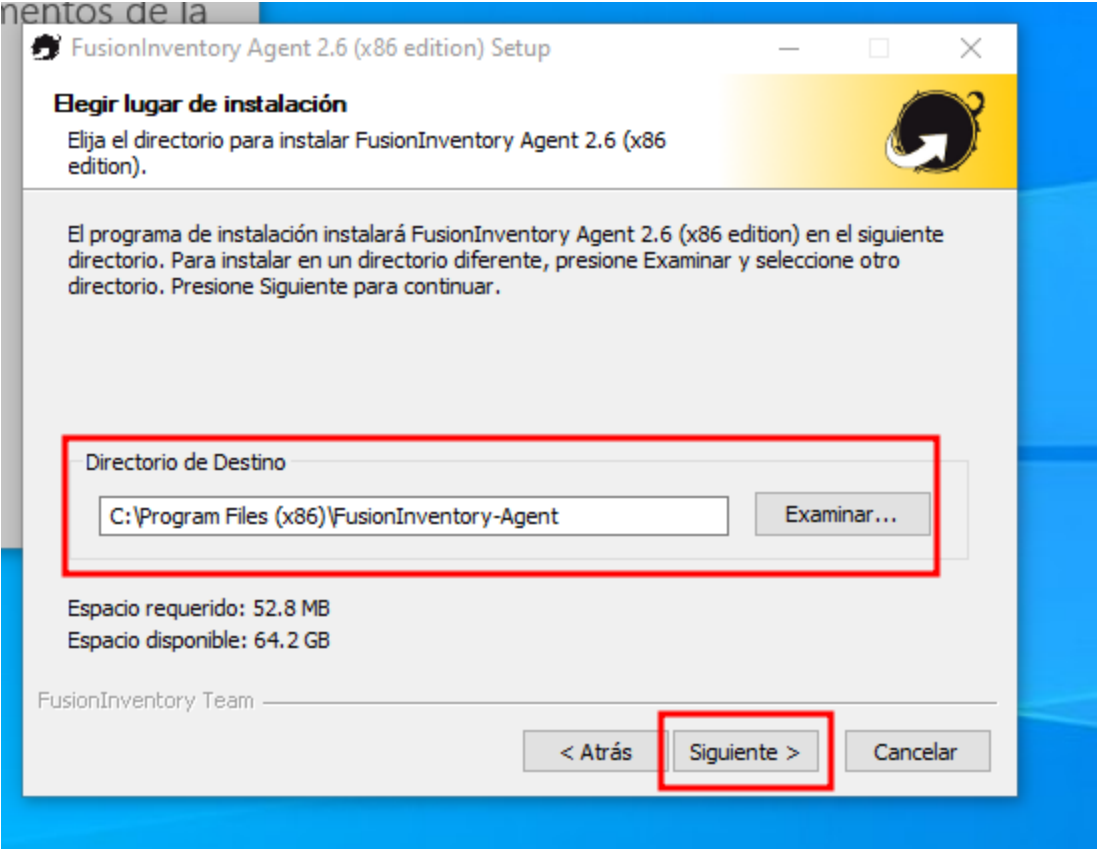 mentos de la
FusionInventory Agent 2.6 (x86 edition) Setup
Elegir lugar de instalación
Elija el directorio para instalar FusionInventory Agent 2.6 (x86
edition).
El programa de instalación instalará FusionInventory Agent 2.6 (x86 edition) en el siguiente
directorio. Para instalar en un directorio diferente, presione Examinar y seleccione otro
directorio. Presione Siguiente para continuar.
Directorio de Destino
C:\Program Files (x86)\FusionInventory-Agent
Examinar...
Espacio requerido: 52.8 MB
Espacio disponible: 64.2 GB
FusionInventory Team
< Atrás
Siguiente >
Cancelar